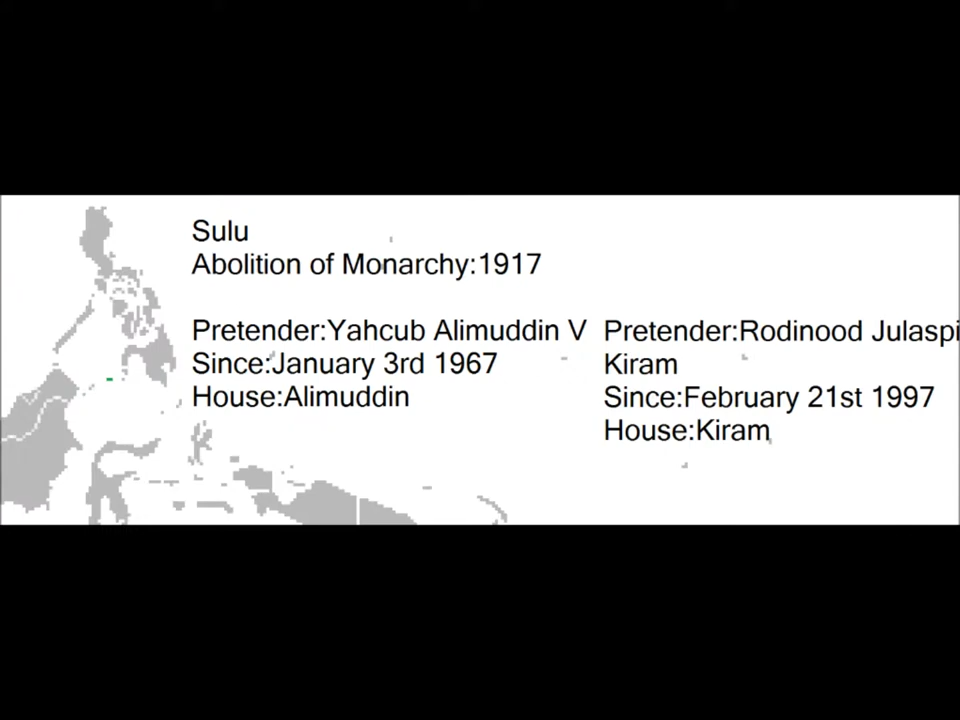 Sulu
Abolition of Monarchy:1917
Pretender:Yahcub Alimuddin V
Since:January 3rd 1967
House:Alimuddin
Pretender:Rodinood Julaspi
Kiram
Since:February 21st 1997
House:Kiram